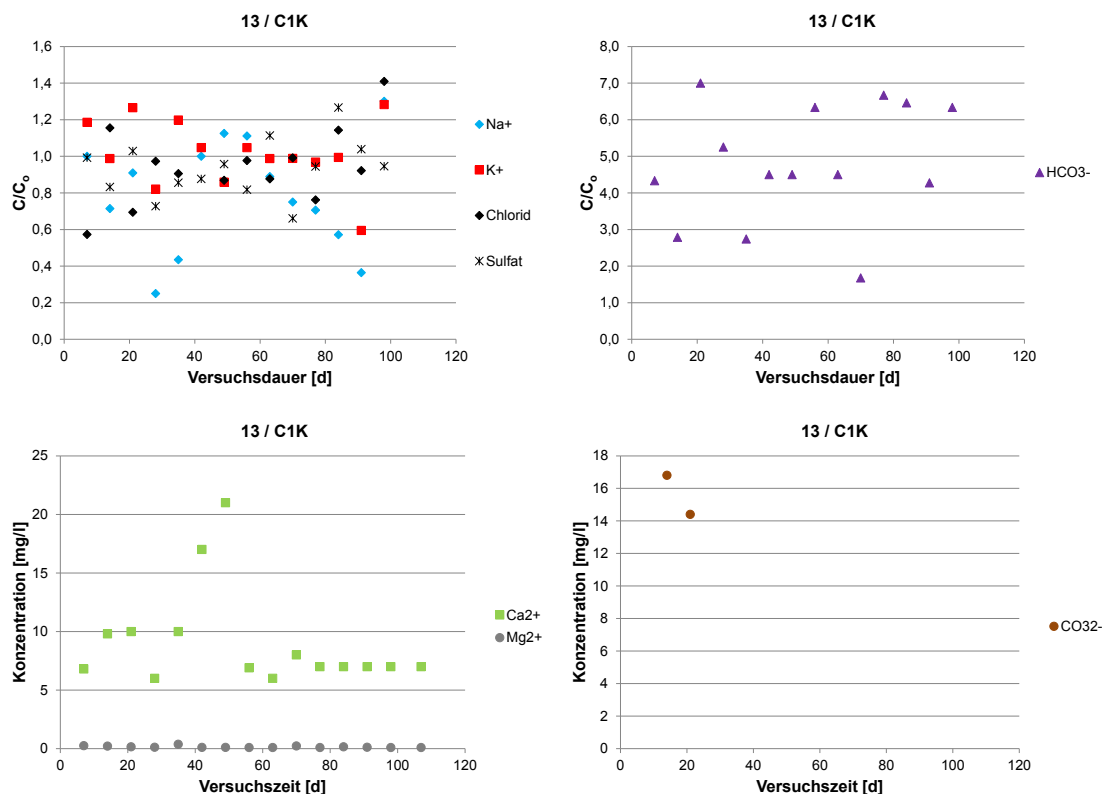 13 / C1K
1,6
1,4
1,2
1,0
0,8
0,6
0,4
0,2
0,0
C/Co
0 20 40 60 80 100 120
Versuchsdauer [d]
Na+
K+
Chlorid
Sulfat
13 / C1K
8,0
7,0
6,0
5,0
4,0
3,0
2,0
1,0
0,0
C/Co
0 20 40 60 80 100 120
Versuchsdauer [d]
HCO3-
13 / C1K
25
20
15
10
5
0
Konzentration [mg/l]
0 20 40 60 80 100 120
Versuchszeit [d]
Ca2+
Mg2+
13 / C1K
18
16
14
12
10
8
6
4
2
0
Konzentration [mg/l]
0 20 40 60 80 100 120
Versuchszeit [d]
CO32-